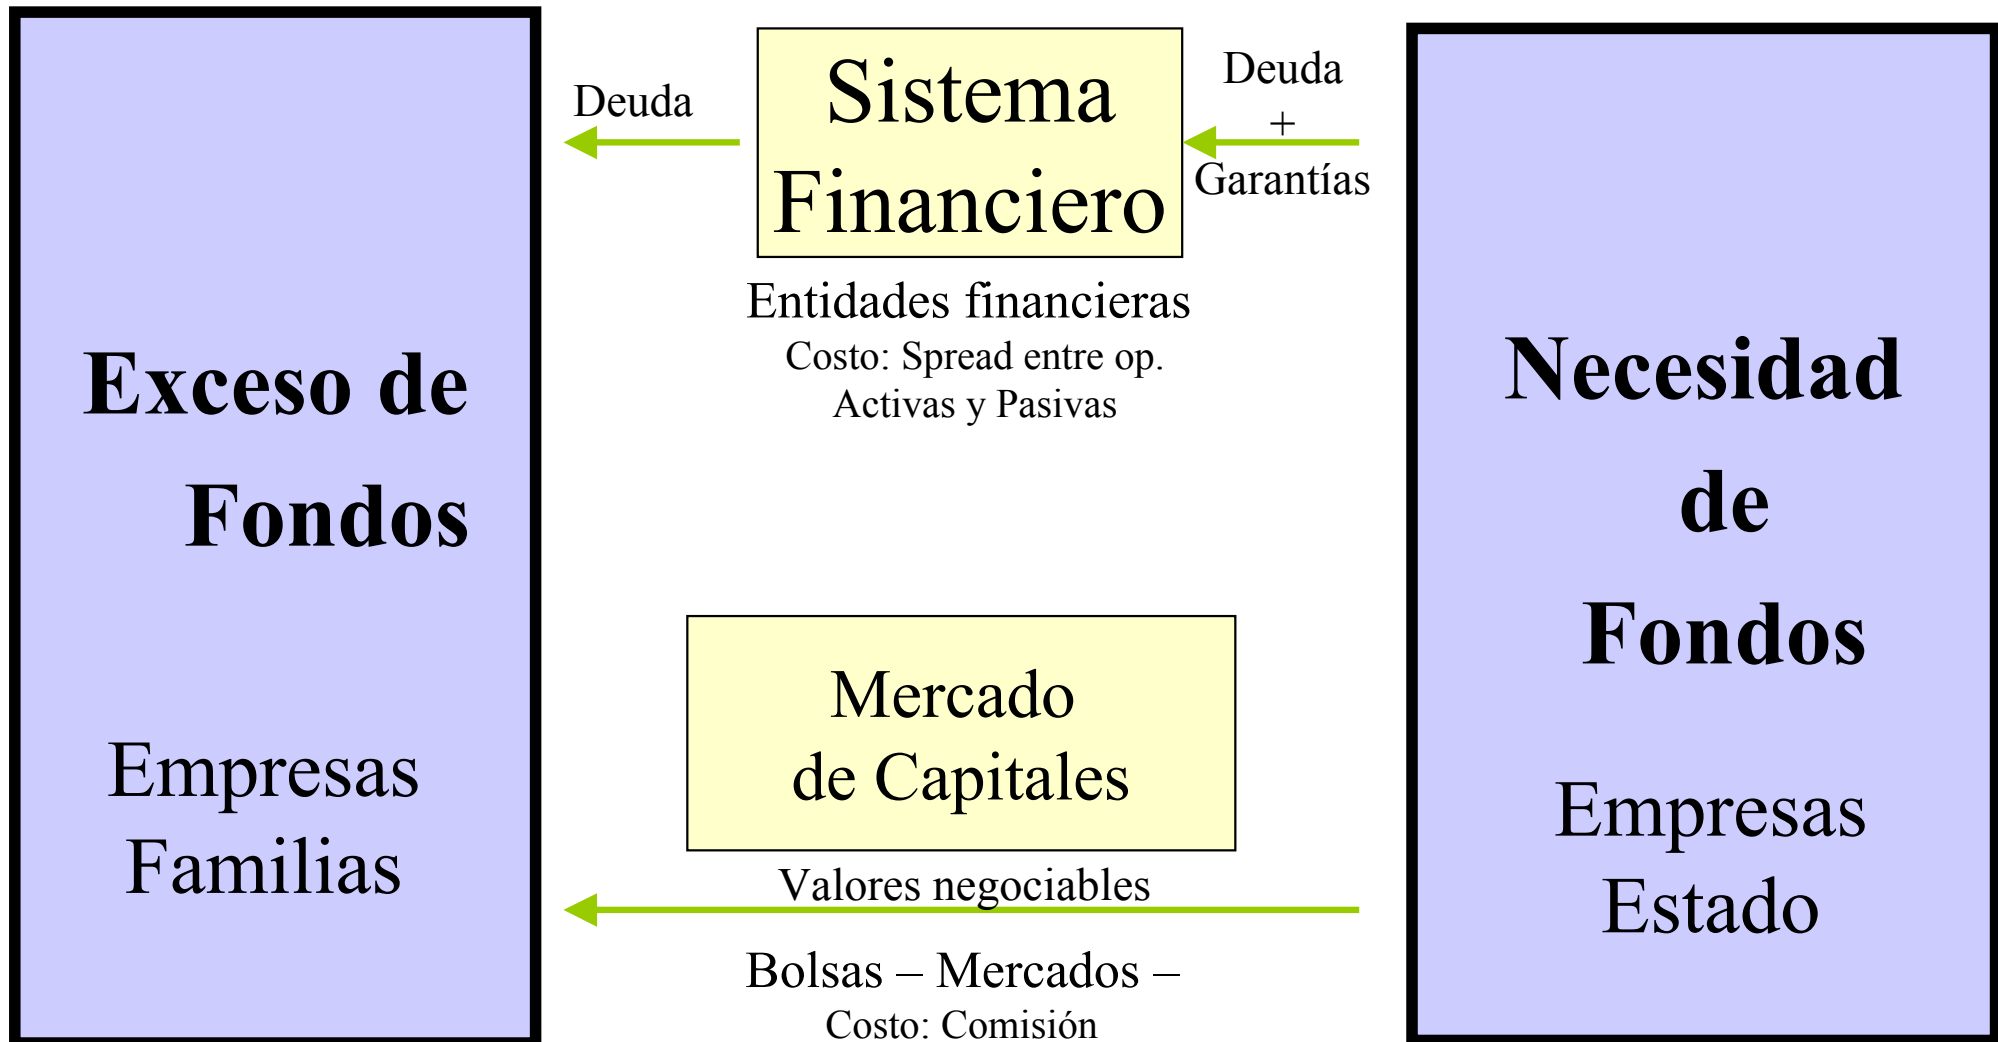 Exceso de
Fondos
Empresas
Familias
Deuda
Sistema
Financiero
Deuda
+
Garantías
Entidades financieras
Costo: Spread entre op.
Activas y Pasivas
Mercado
de Capitales
Valores negociables
Bolsas – Mercados –
Costo: Comisión
Necesidad
de
Fondos
Empresas
Estado